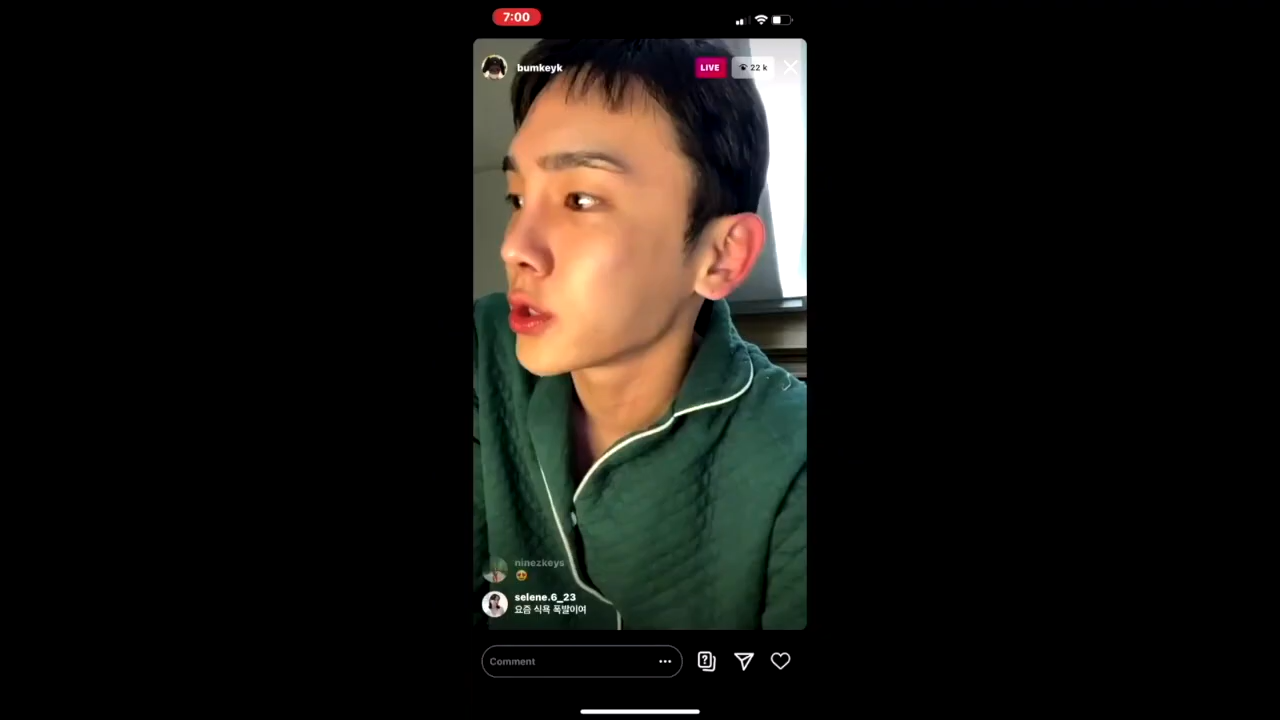 7:00
bumkeyk
LIVE
22 k
ninezkeys
selene.6_23
요즘 식욕 폭발이여
Comment